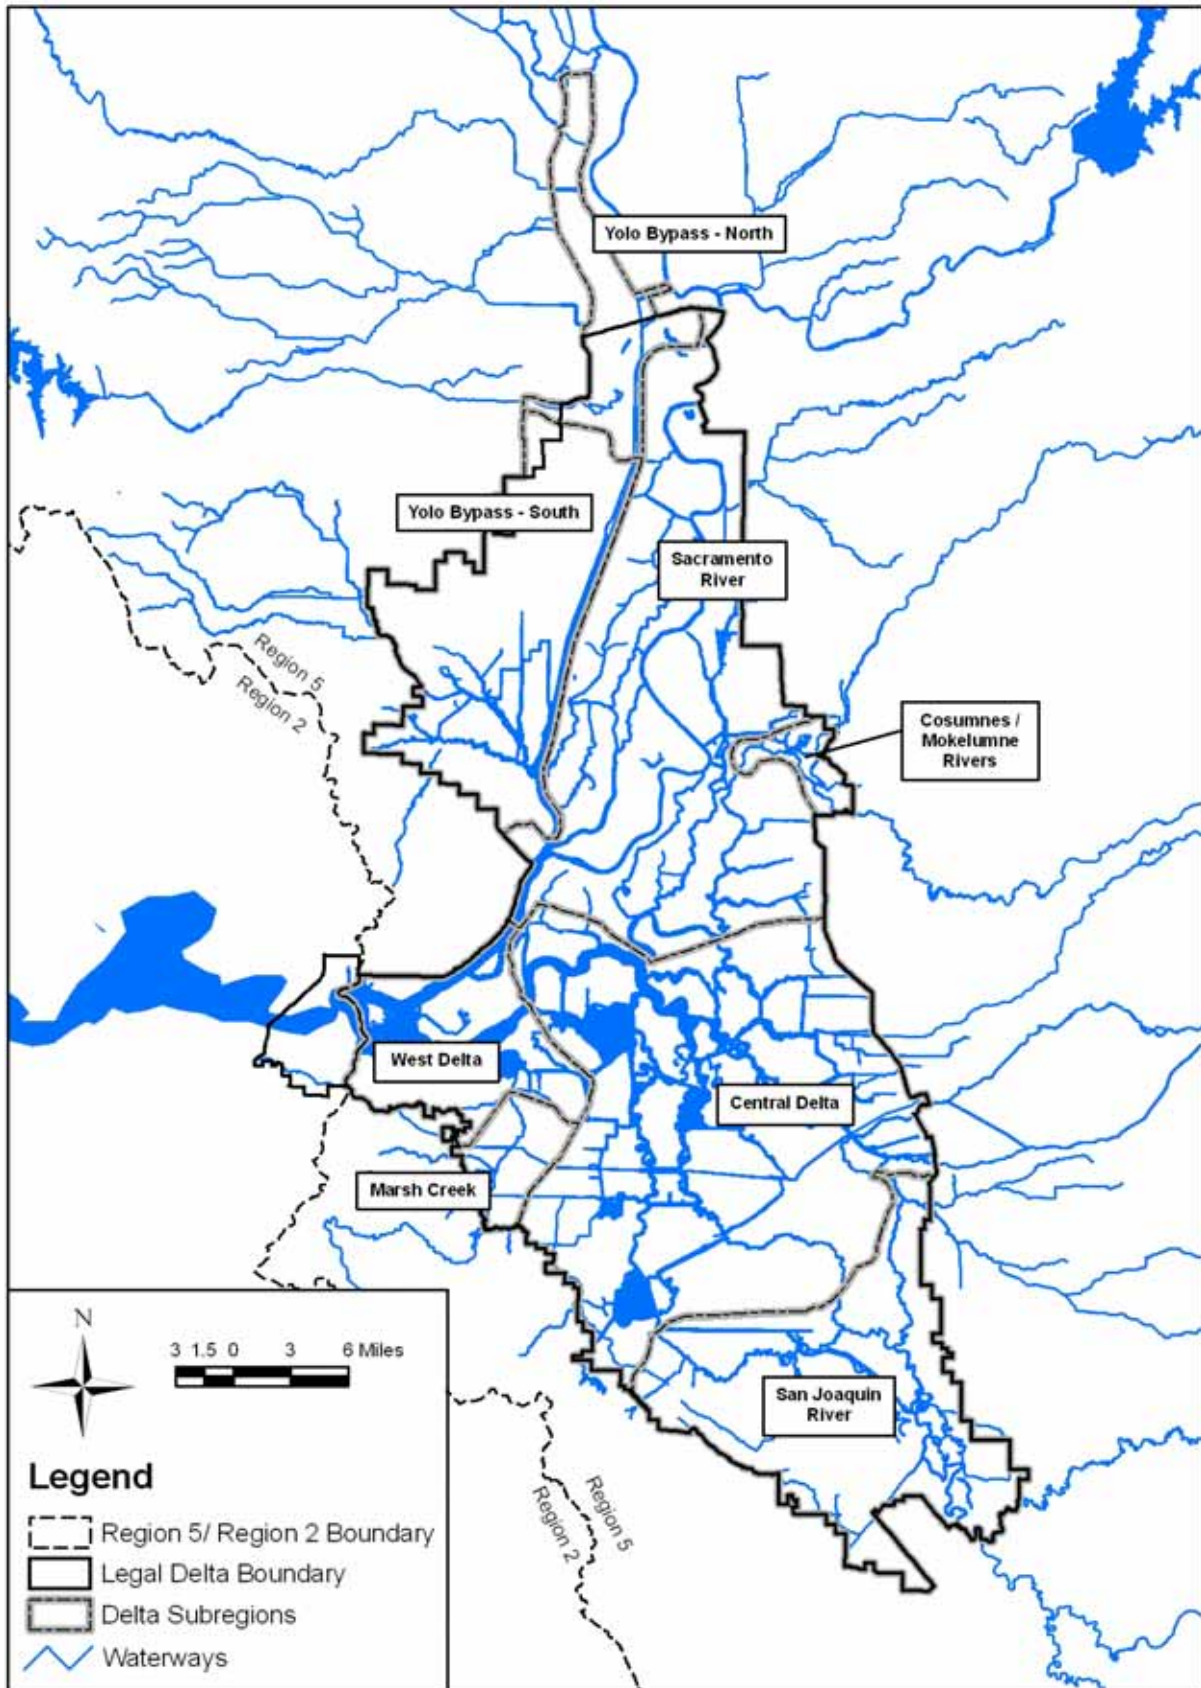 Yolo Bypass - North
Yolo Bypass - South
Sacramento
River
Region 5
Region 2
Cosumnes /
Mokelumne
Rivers
West Delta
Central Delta
Marsh Creek
San Joaquin
River
Region 5
Region 2
N
3 1.5 0 3 6 Miles
Legend
Region 5/ Region 2 Boundary
Legal Delta Boundary
Delta Subregions
Waterways